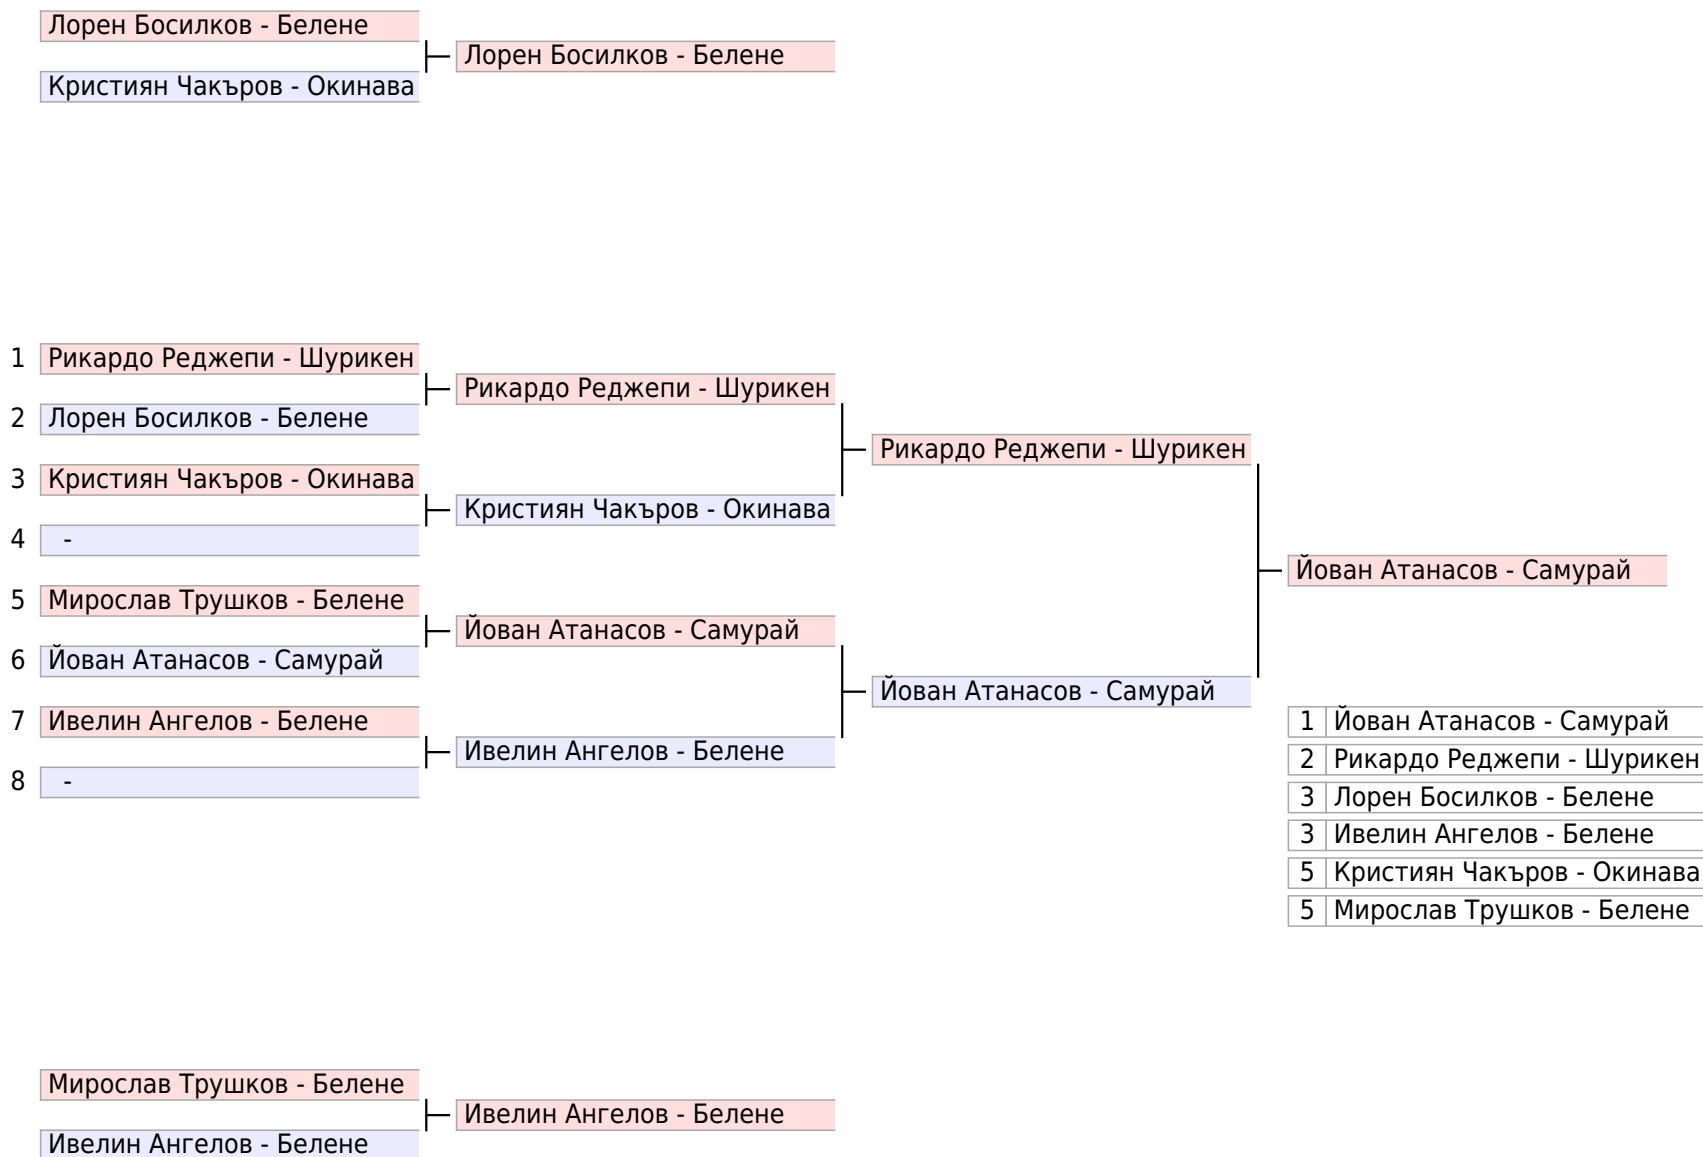 Лорен Босилков - Белене
Лорен Босилков - Белене
Кристиян Чакъров - Окинава
1 Рикардо Реджепи - Шурикен
Рикардо Реджепи - Шурикен
2 Лорен Босилков - Белене
Рикардо Реджепи - Шурикен
3 Кристиян Чакъров - Окинава
Кристиян Чакъров - Окинава
4 -
Йован Атанасов - Самурай
5 Мирослав Трушков - Белене
Йован Атанасов - Самурай
6 Йован Атанасов - Самурай
Йован Атанасов - Самурай
7 Ивелин Ангелов - Белене
Ивелин Ангелов - Белене
8 -
1 Йован Атанасов - Самурай
2 Рикардо Реджепи - Шурикен
3 Лорен Босилков - Белене
3 Ивелин Ангелов - Белене
5 Кристиян Чакъров - Окинава
5 Мирослав Трушков - Белене
Мирослав Трушков - Белене
Ивелин Ангелов - Белене
Ивелин Ангелов - Белене